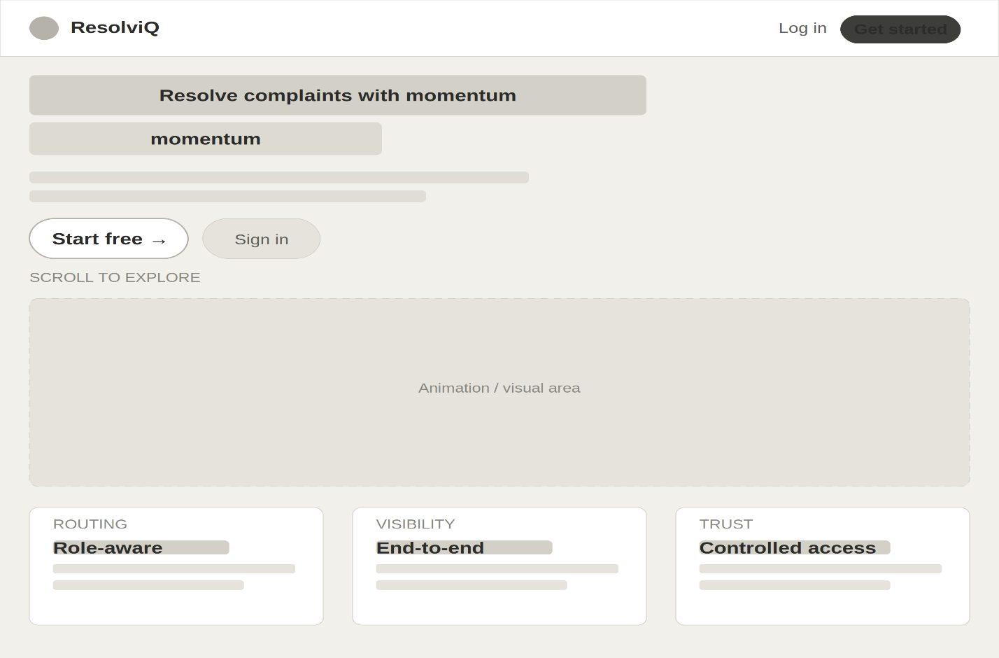 ResolviQ
Log in
Get started
Resolve complaints with momentum
momentum
Start free →
Sign in
SCROLL TO EXPLORE
Animation / visual area
ROUTING
Role-aware
VISIBILITY
End-to-end
TRUST
Controlled access